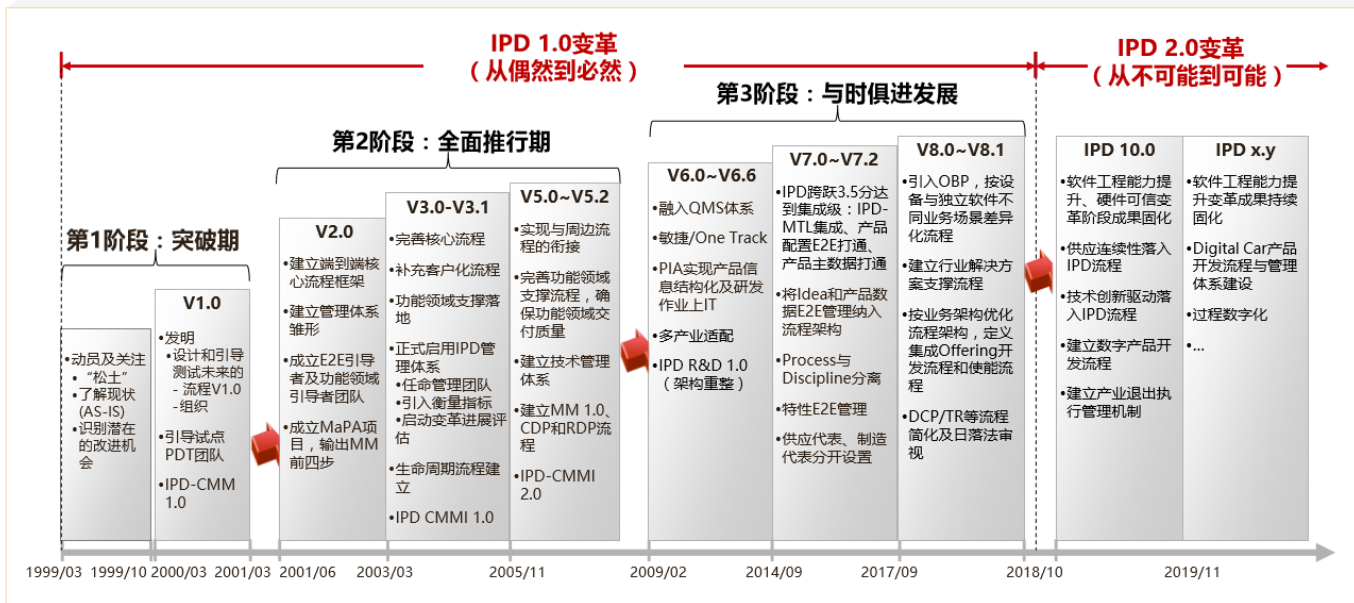 IPD 1.0变革
（从偶然到必然）
IPD 2.0变革
（从不可能到可能）
第1阶段：突破期
•动员及关注
•“松土”
•了解现状
(AS-IS)
•识别潜在
的改进机
会
V1.0
•发明
•设计和引导
测试未来的
- 流程V1.0
-组织
•引导试点
PDT团队
•IPD-CMM
1.0
第2阶段：全面推行期
V2.0
•建立端到端核
心流程框架
•建立管理体系
雏形
•成立E2E引导
者及功能领域
引导者团队
•成立MaPA项
目，输出MM
前四步
V3.0-V3.1
•完善核心流程
•补充客户化流程
•功能领域支撑落
地
•正式启用IPD管
理体系
•任命管理团队
•引入衡量指标
•启动变革进展评
估
•生命周期流程建
立
•IPD CMMI 1.0
V5.0~V5.2
•实现与周边流
程的衔接
•完善功能领域
支撑流程，确
保功能领域交
付质量
•建立技术管理
体系
•建立MM 1.0、
CDP和RDP流
程
•IPD-CMMI
2.0
第3阶段：与时俱进发展
V6.0~V6.6
•融入QMS体系
•敏捷/One Track
•PIA实现产品信
息结构化及研发
作业上IT
•多产业适配
•IPD R&D 1.0
（架构重整）
V7.0~V7.2
•IPD跨跃3.5分达
到集成级：IPD-
MTL集成、产品
配置E2E打通、
产品主数据打通
•将Idea和产品数
据E2E管理纳入
流程架构
•Process与
Discipline分离
•特性E2E管理
•供应代表、制造
代表分开设置
V8.0~V8.1
•引入OBP，按设
备与独立软件不
同业务场景差异
化流程
•建立行业解决方
案支撑流程
•按业务架构优化
流程架构，定义
集成Offering开
发流程和使能流
程
•DCP/TR等流程
简化及日落法审
视
IPD 10.0
•软件工程能力提
升、硬件可信变
革阶段成果固化
•供应连续性落入
IPD流程
•技术创新驱动落
入IPD流程
•建立数字产品开
发流程
•建立产业退出执
行管理机制
IPD x.y
•软件工程能力提
升变革成果持续
固化
•Digital Car产品
开发流程与管理
体系建设
•过程数字化
•...
1999/03
1999/10
2000/03
2001/03
2001/06
2003/03
2005/11
2009/02
2014/09
2017/09
2018/10
2019/11